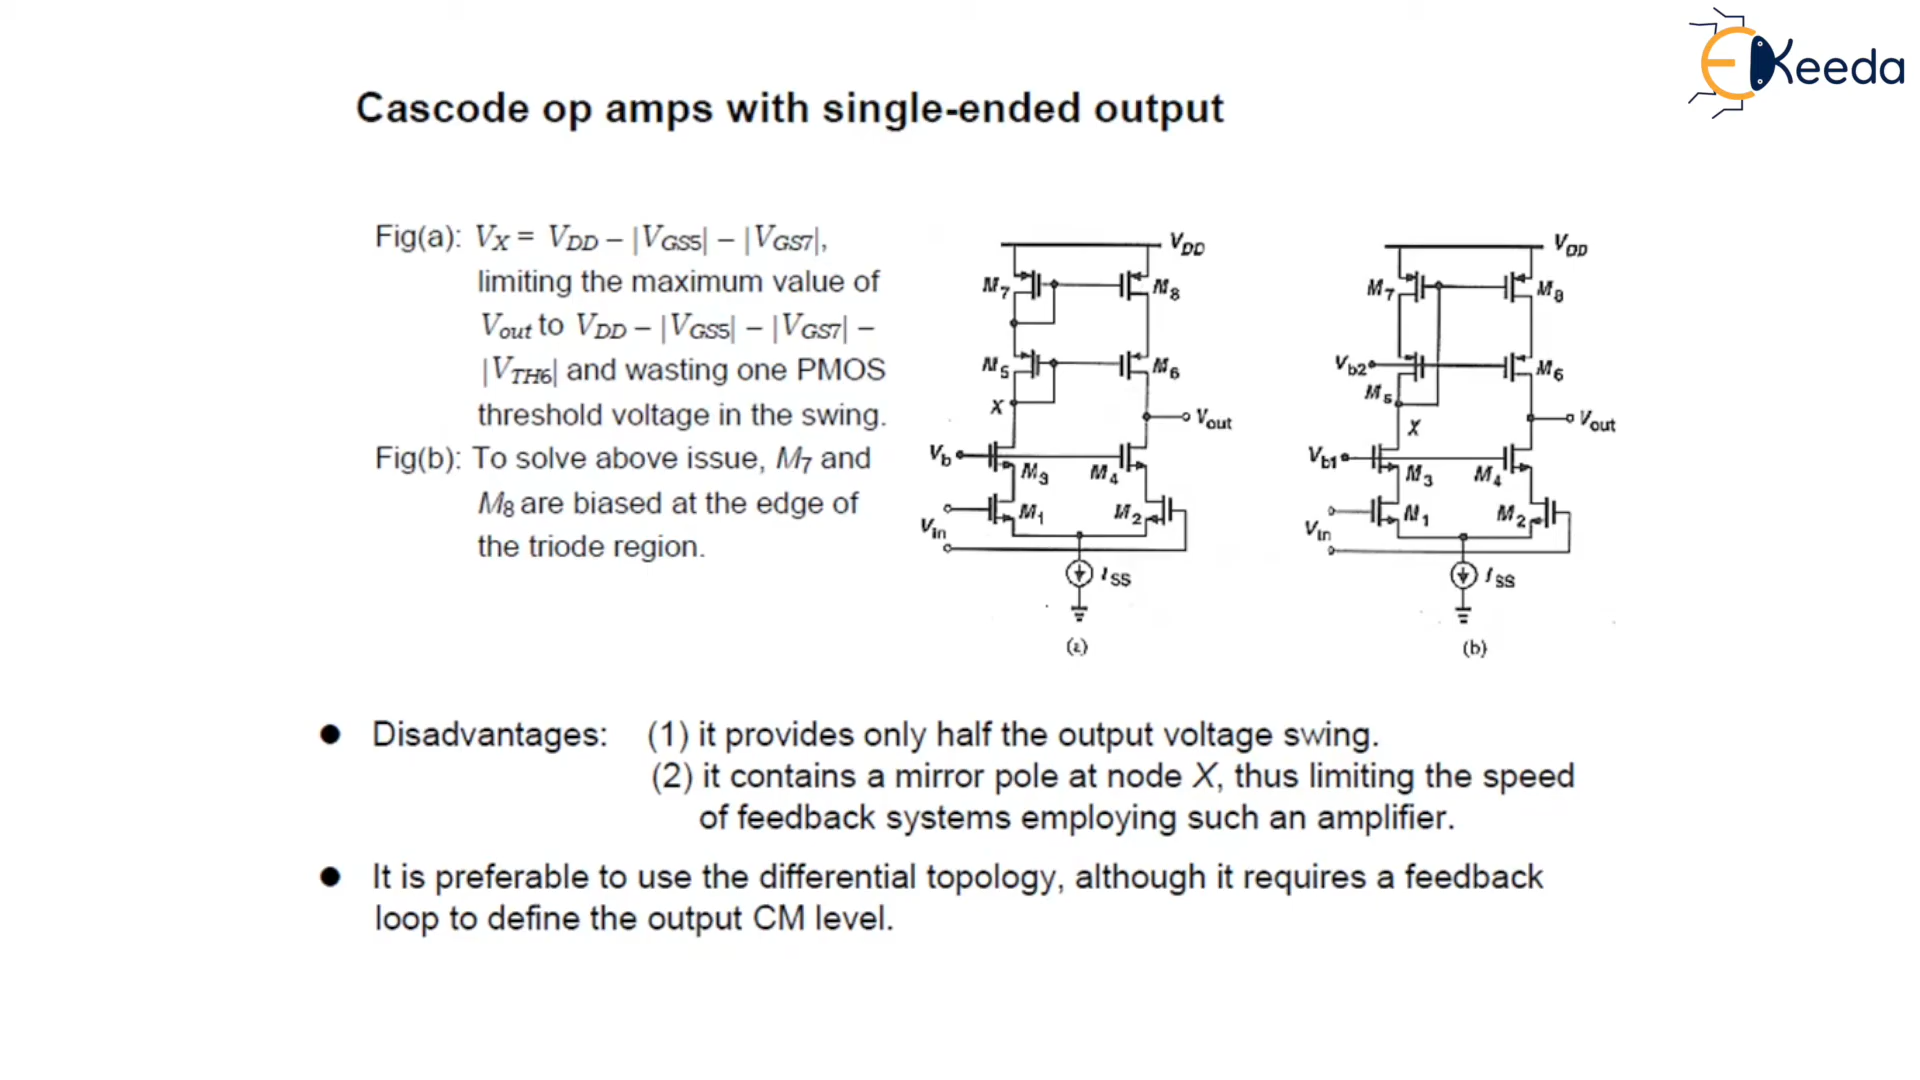 EKeeda
Cascode op amps with single-ended output
Fig(a): VX = VDD – |VGS5| – |VGS7|,
limiting the maximum value of
Vout to VDD – |VGS5| – |VGS7| –
|VTH6| and wasting one PMOS
threshold voltage in the swing.
Fig(b): To solve above issue, M7 and
M8 are biased at the edge of
the triode region.
VDD
M7
M8
M5
M6
X
Vout
Vb
M3
M4
M1
M2
Vin
ISS
(a)
VDD
M7
M8
Vb2
M6
M5
X
Vout
Vb1
M3
M4
M1
M2
Vin
ISS
(b)
● Disadvantages: (1) it provides only half the output voltage swing.
(2) it contains a mirror pole at node X, thus limiting the speed
of feedback systems employing such an amplifier.
● It is preferable to use the differential topology, although it requires a feedback
loop to define the output CM level.